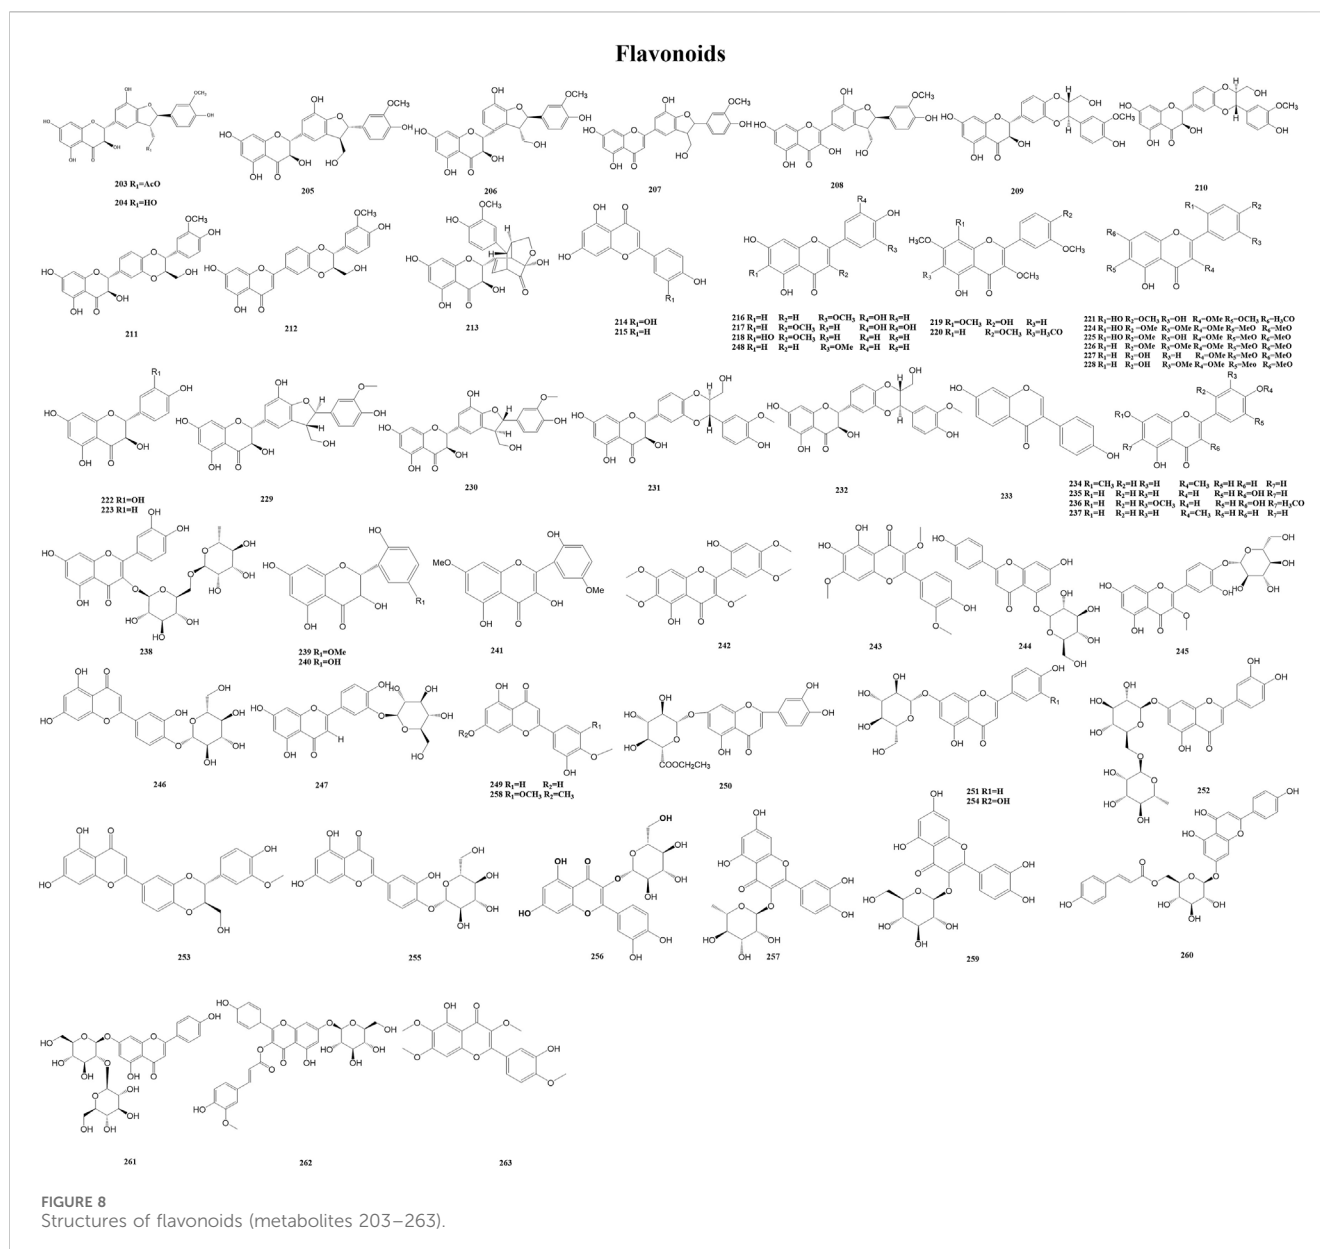 Flavonoids
203 R1=AcO
204 R1=HO
205
206
207
208
209
210
211
212
213
214 R1=OH
215 R1=H
216 R1=H R2=H R3=OCH3 R4=OH R5=H
217 R1=H R2=OCH3 R3=H R4=OH R5=OH
218 R1=HO R2=OCH3 R3=H R4=H R5=H
248 R1=H R2=H R3=OMe R4=H R5=H
219 R1=OCH3 R2=OH R3=H
220 R1=H R2=OCH3 R3=H3CO
221 R1=HO R2=OCH3 R3=OH R4=OMe R5=OCH3 R6=H3CO
224 R1=HO R2=OMe R3=OMe R4=OMe R5=MeO R6=MeO
225 R1=HO R2=OMe R3=OH R4=OMe R5=MeO R6=MeO
226 R1=H R2=OMe R3=OMe R4=OMe R5=MeO R6=MeO
227 R1=H R2=OH R3=H R4=OMe R5=MeO R6=MeO
228 R1=H R2=OH R3=OMe R4=OMe R5=Meo R6=MeO
222 R1=OH
223 R1=H
229
230
231
232
233
234 R1=CH3 R2=H R3=H R4=CH3 R5=H R6=H R7=H
235 R1=H R2=H R3=H R4=H R5=H R6=OH R7=H
236 R1=H R2=H R3=OCH3 R4=H R5=H R6=OH R7=H3CO
237 R1=H R2=H R3=H R4=CH3 R5=H R6=H R7=H
238
239 R1=OMe
240 R1=OH
241
242
243
244
245
246
247
249 R1=H R2=H
258 R1=OCH3 R2=CH3
250
251 R1=H
254 R2=OH
252
253
255
256
257
259
260
261
262
263
FIGURE 8
Structures of flavonoids (metabolites 203–263).